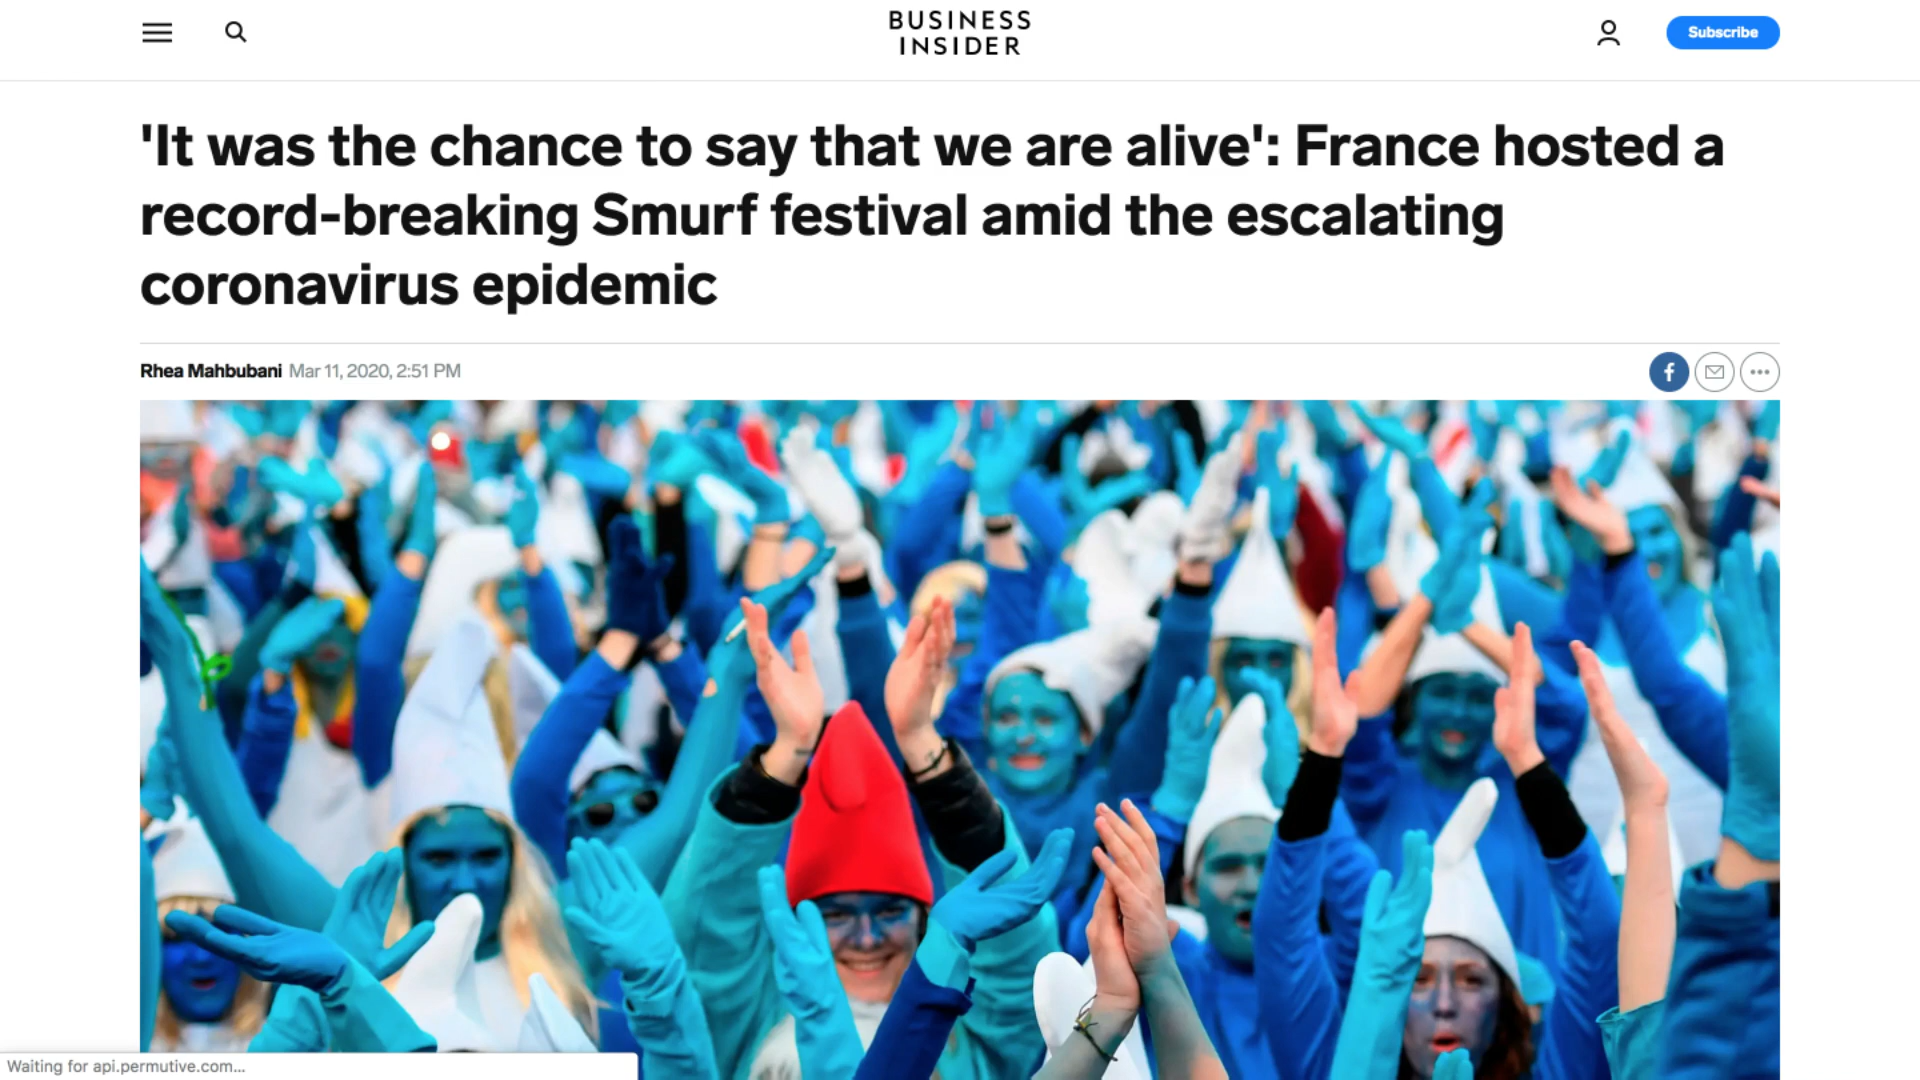 BUSINESS
INSIDER
Subscribe
'It was the chance to say that we are alive': France hosted a
record-breaking Smurf festival amid the escalating
coronavirus epidemic
Rhea Mahbubani Mar 11, 2020, 2:51 PM
f
Waiting for api.permutive.com...